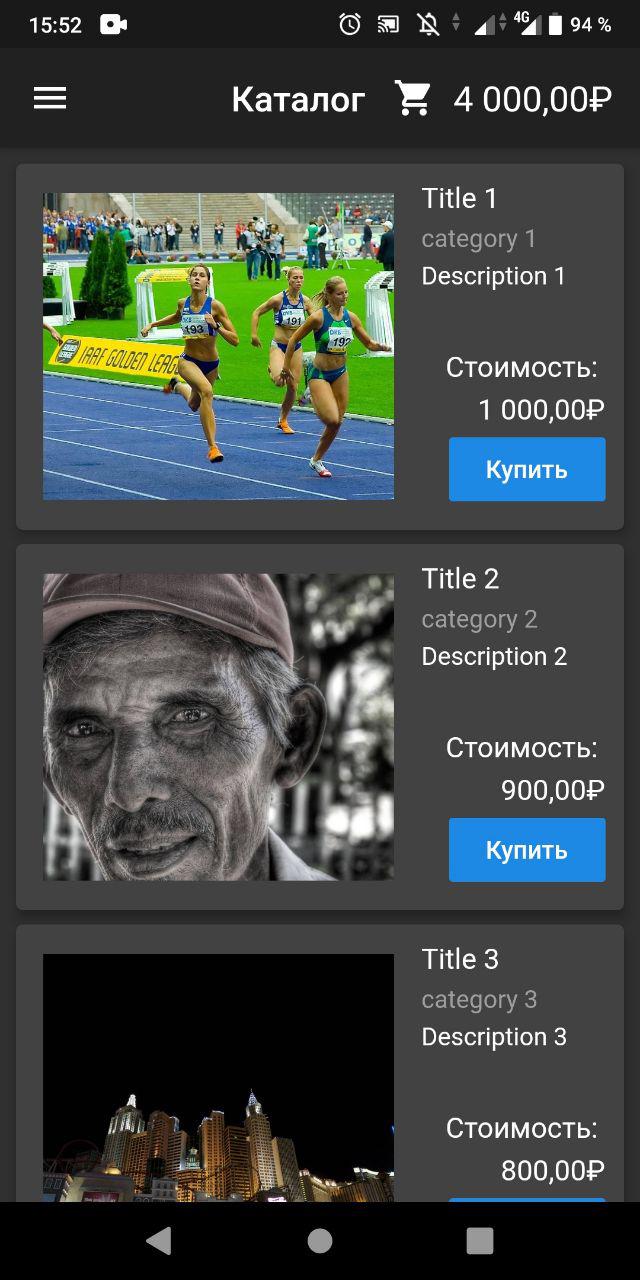 15:52 4G 94 %
Каталог 4 000,00₽
Title 1
category 1
Description 1
193
191
192
IAAF GOLDEN LEAG
Стоимость:
1 000,00₽
Купить
Title 2
category 2
Description 2
Стоимость:
900,00₽
Купить
Title 3
category 3
Description 3
Стоимость:
800,00₽